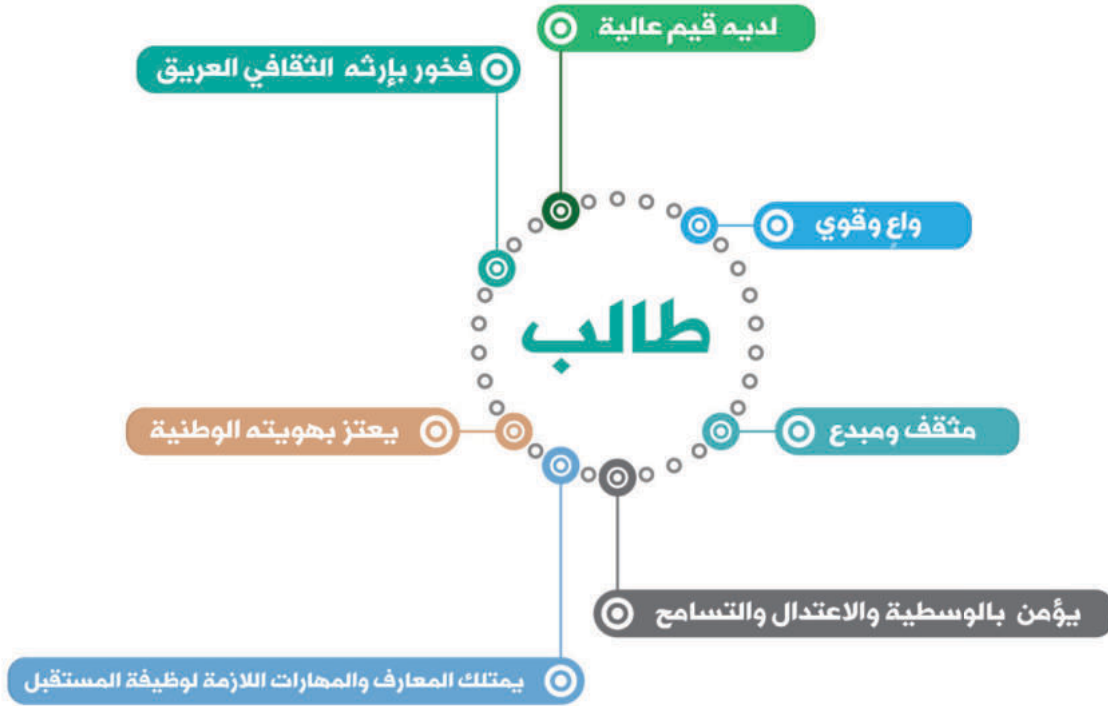 لديه قيم عالية
فخور بإرثه الثقافي العريق
واعٍ وقوي
طالب
مثقف ومبدع
يعتز بهويته الوطنية
يؤمن بالوسطية والاعتدال والتسامح
يمتلك المعارف والمهارات اللازمة لوظيفة المستقبل